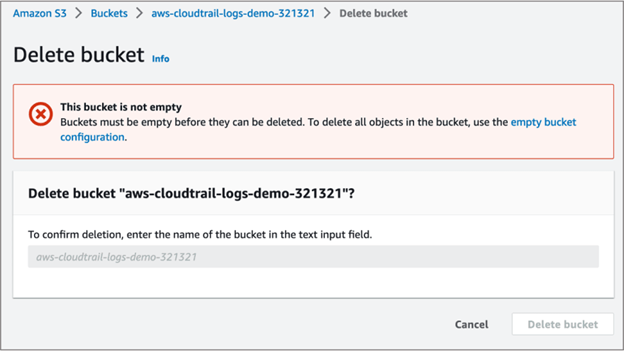 Amazon S3 > Buckets > aws-cloudtrail-logs-demo-321321 > Delete bucket
Delete bucket Info
This bucket is not empty
Buckets must be empty before they can be deleted. To delete all objects in the bucket, use the empty bucket
configuration.
Delete bucket "aws-cloudtrail-logs-demo-321321"?
To confirm deletion, enter the name of the bucket in the text input field.
aws-cloudtrail-logs-demo-321321
Cancel Delete bucket